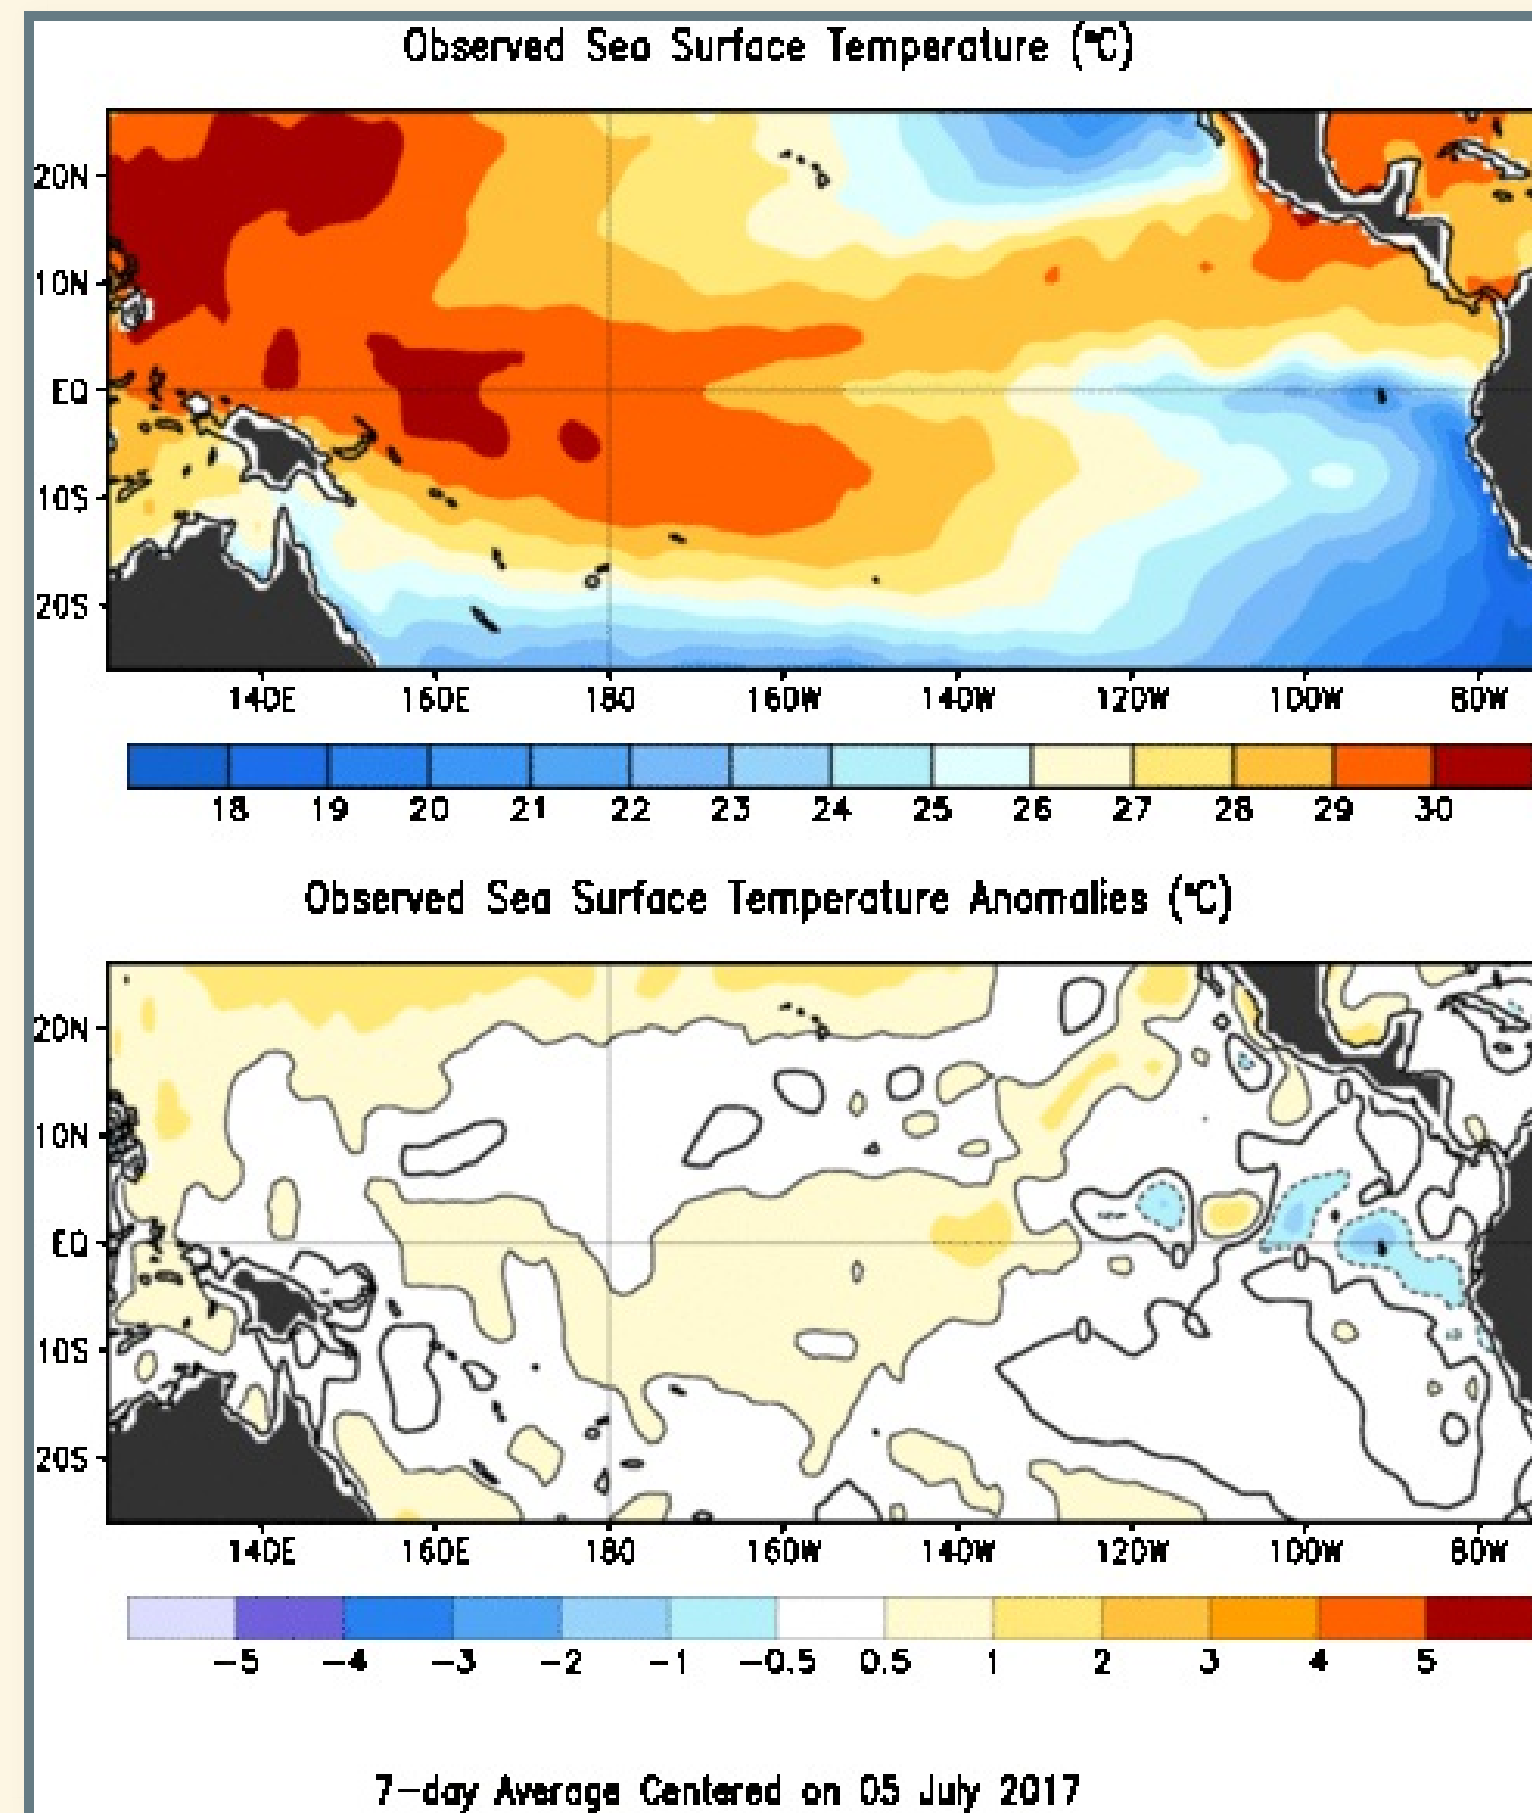 Observed Sea Surface Temperature (°C)
20N
10N
EQ
10S
20S
140E 160E 180 160W 140W 120W 100W 80W
18 19 20 21 22 23 24 25 26 27 28 29 30
Observed Sea Surface Temperature Anomalies (°C)
20N
10N
EQ
10S
20S
140E 160E 180 160W 140W 120W 100W 80W
-5 -4 -3 -2 -1 -0.5 0.5 1 2 3 4 5
7-day Average Centered on 05 July 2017